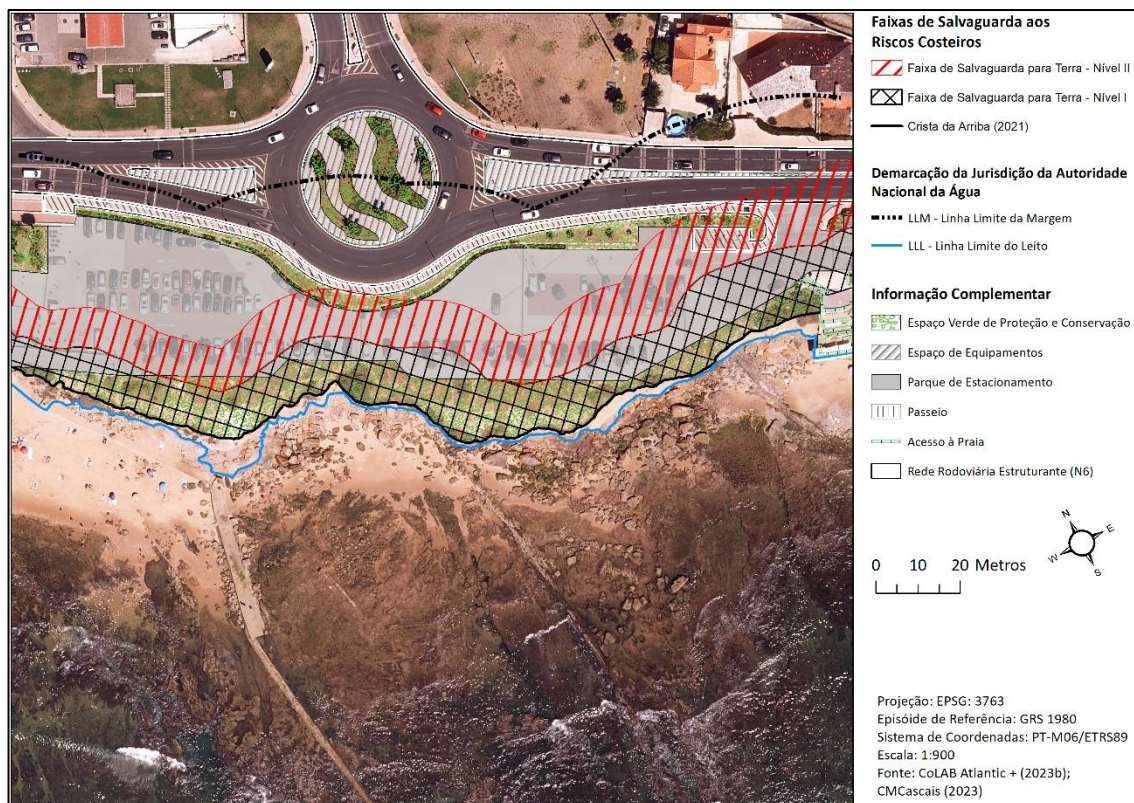 Faixas de Salvaguarda aos
Riscos Costeiros
Faixa de Salvaguarda para Terra - Nível II
Faixa de Salvaguarda para Terra - Nível I
Crista da Arriba (2021)
Demarcação da Jurisdição da Autoridade
Nacional da Água
LLM - Linha Limite da Margem
LLL - Linha Limite do Leito
Informação Complementar
Espaço Verde de Proteção e Conservação
Espaço de Equipamentos
Parque de Estacionamento
Passeio
Acesso à Praia
Rede Rodoviária Estruturante (N6)
N
E
W
S
0 10 20 Metros
Projeção: EPSG: 3763
Episóide de Referência: GRS 1980
Sistema de Coordenadas: PT-M06/ETRS89
Escala: 1:900
Fonte: CoLAB Atlantic + (2023b);
CMCascais (2023)